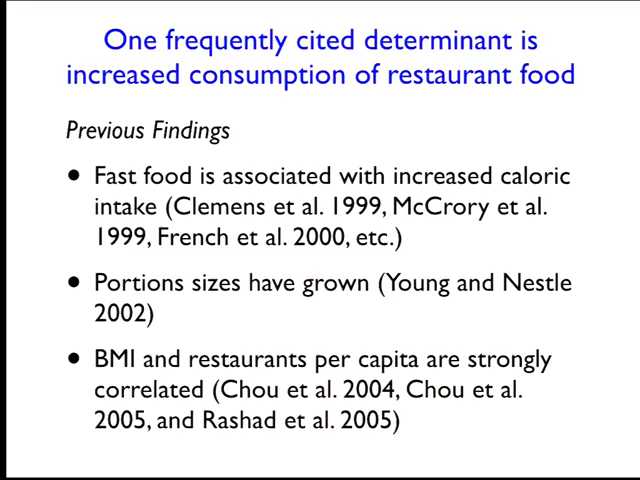 One frequently cited determinant is
increased consumption of restaurant food
Previous Findings
• Fast food is associated with increased caloric
intake (Clemens et al. 1999, McCrory et al.
1999, French et al. 2000, etc.)
• Portions sizes have grown (Young and Nestle
2002)
• BMI and restaurants per capita are strongly
correlated (Chou et al. 2004, Chou et al.
2005, and Rashad et al. 2005)